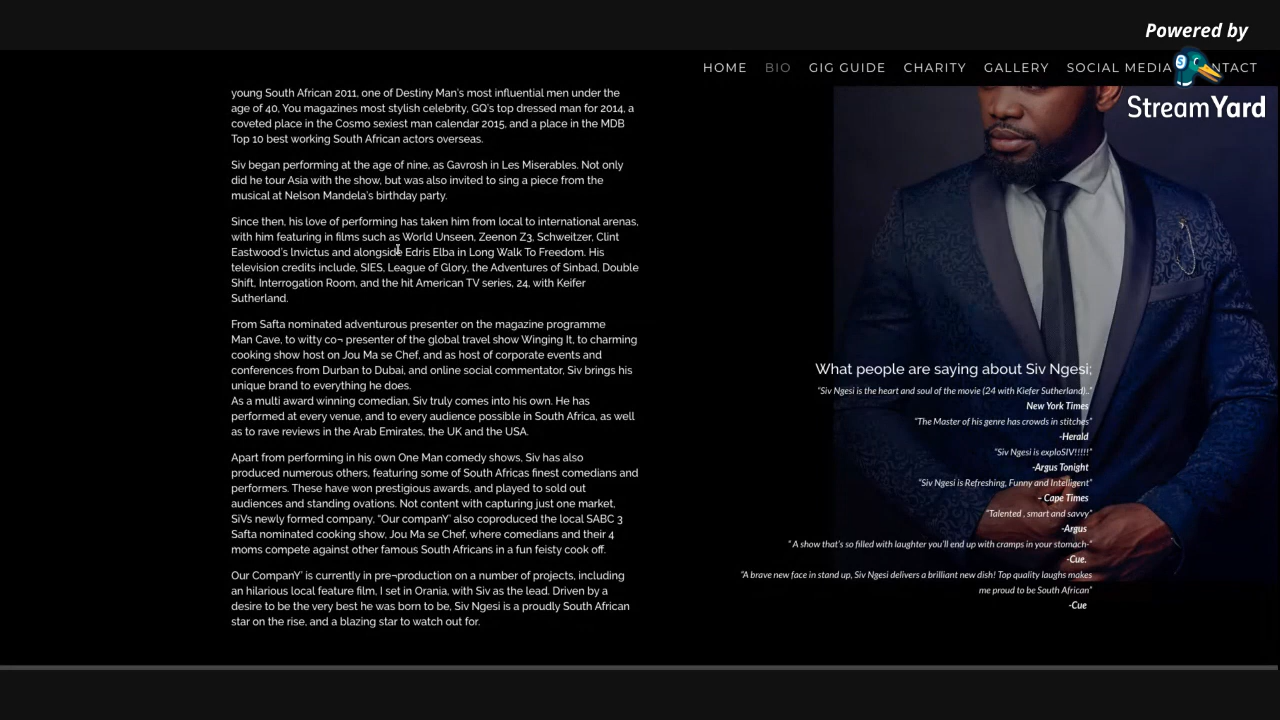 Powered by
StreamYard
HOME BIO GIG GUIDE CHARITY GALLERY SOCIAL MEDIA NTACT
young South African 2011, one of Destiny Man's most influential men under the
age of 40, You magazines most stylish celebrity, GQ's top dressed man for 2014, a
coveted place in the Cosmo sexiest man calendar 2015, and a place in the MDB
Top 10 best working South African actors overseas.
Siv began performing at the age of nine, as Gavrosh in Les Miserables. Not only
did he tour Asia with the show, but was also invited to sing a piece from the
musical at Nelson Mandela's birthday party.
Since then, his love of performing has taken him from local to international arenas,
with him featuring in films such as World Unseen, Zeenon Z3, Schweitzer, Clint
Eastwood's Invictus and alongside Edris Elba in Long Walk To Freedom. His
television credits include, SIES, League of Glory, the Adventures of Sinbad, Double
Shift, Interrogation Room, and the hit American TV series, 24, with Keifer
Sutherland.
From Safta nominated adventurous presenter on the magazine programme
Man Cave, to witty co¬ presenter of the global travel show Winging It, to charming
cooking show host on Jou Ma se Chef, and as host of corporate events and
conferences from Durban to Dubai, and online social commentator, Siv brings his
unique brand to everything he does.
As a multi award winning comedian, Siv truly comes into his own. He has
performed at every venue, and to every audience possible in South Africa, as well
as to rave reviews in the Arab Emirates, the UK and the USA.
Apart from performing in his own One Man comedy shows, Siv has also
produced numerous others, featuring some of South Africas finest comedians and
performers. These have won prestigious awards, and played to sold out
audiences and standing ovations. Not content with capturing just one market,
SiVs newly formed company, "Our companY' also coproduced the local SABC 3
Safta nominated cooking show, Jou Ma se Chef, where comedians and their 4
moms compete against other famous South Africans in a fun feisty cook off.
Our CompanY' is currently in pre¬production on a number of projects, including
an hilarious local feature film, I set in Orania, with Siv as the lead. Driven by a
desire to be the very best he was born to be, Siv Ngesi is a proudly South African
star on the rise, and a blazing star to watch out for.
What people are saying about Siv Ngesi;
"Siv Ngesi is the heart and soul of the movie (24 with Kiefer Sutherland).."
New York Times
"The Master of his genre has crowds in stitches"
-Herald
"Siv Ngesi is exploSIV!!!!!"
-Argus Tonight
"Siv Ngesi is Refreshing, Funny and Intelligent"
– Cape Times
"Talented , smart and savvy"
-Argus
" A show that's so filled with laughter you'll end up with cramps in your stomach-"
-Cue.
"A brave new face in stand up, Siv Ngesi delivers a brilliant new dish! Top quality laughs makes
me proud to be South African"
-Cue